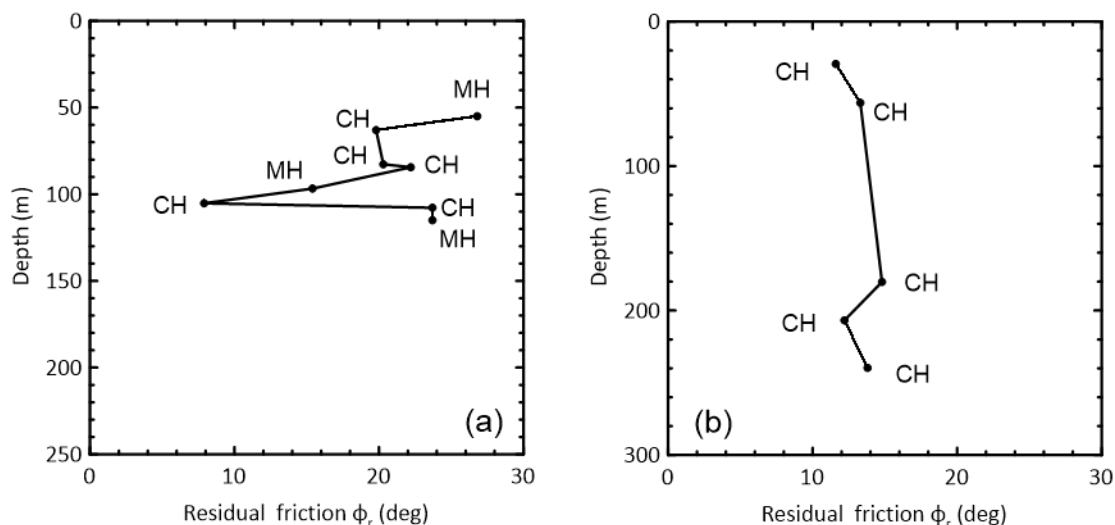 0
50
100
150
200
250
Depth (m)
MH
CH
CH
CH
MH
CH
CH
MH
(a)
0
10
20
30
Residual friction ϕr (deg)
0
100
200
300
Depth (m)
CH
CH
CH
CH
CH
(b)
0
10
20
30
Residual friction ϕr (deg)